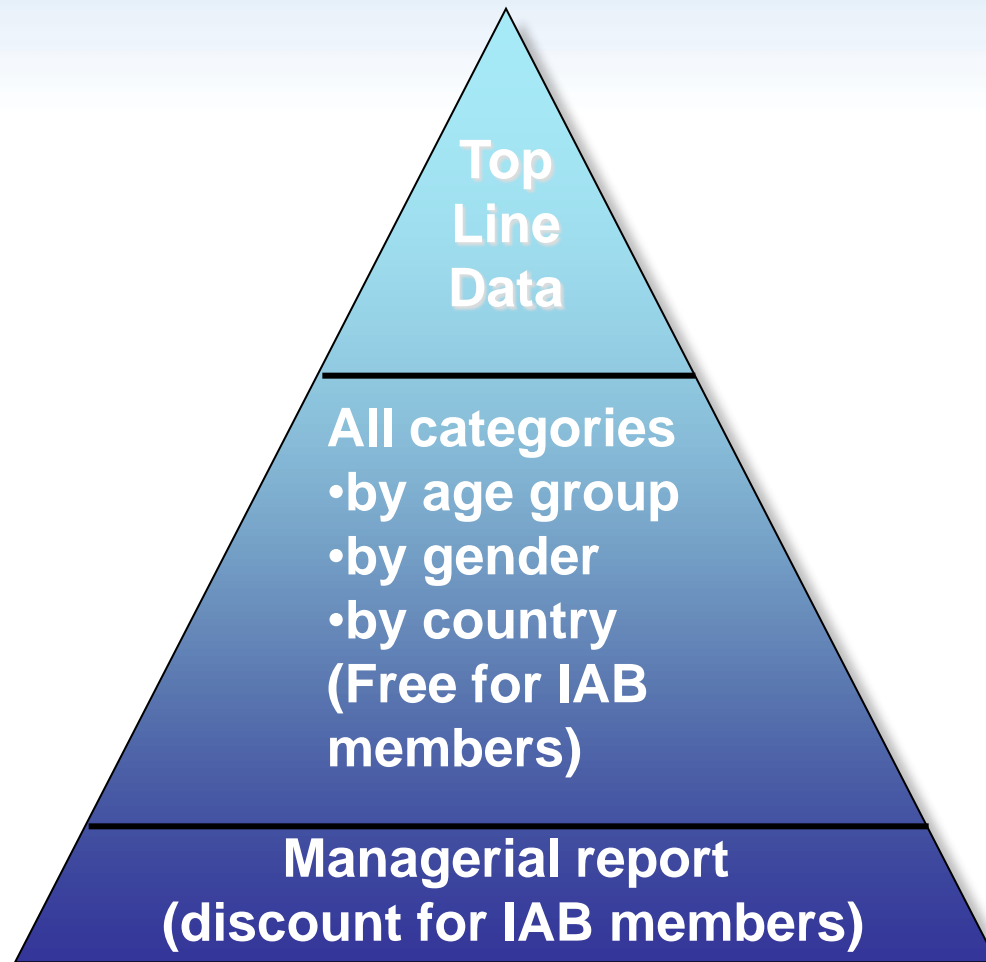 Top
Line
Data
All categories
•by age group
•by gender
•by country
(Free for IAB
members)
Managerial report
(discount for IAB members)